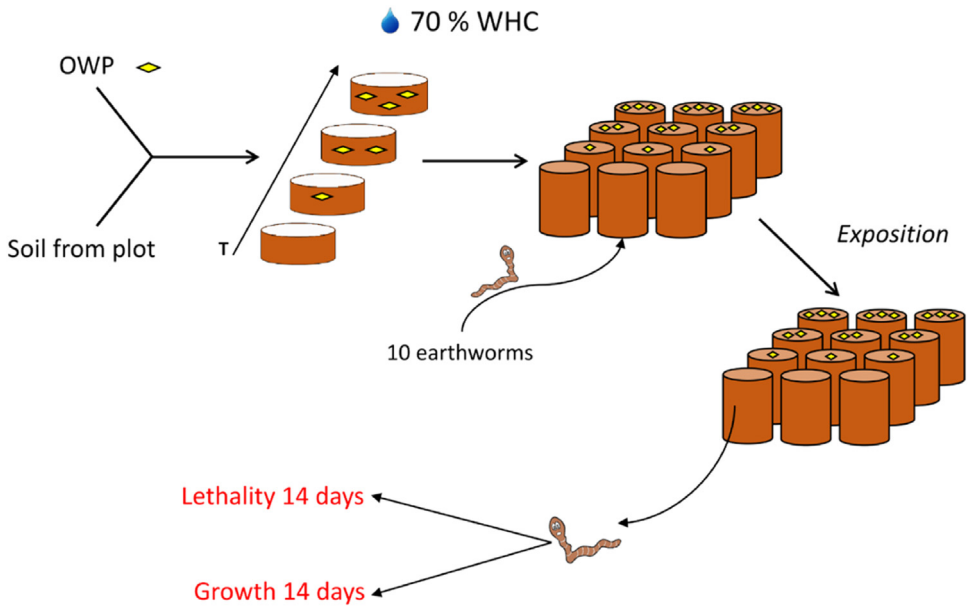 70 % WHC
OWP
Soil from plot
T
Exposition
10 earthworms
Lethality 14 days
Growth 14 days